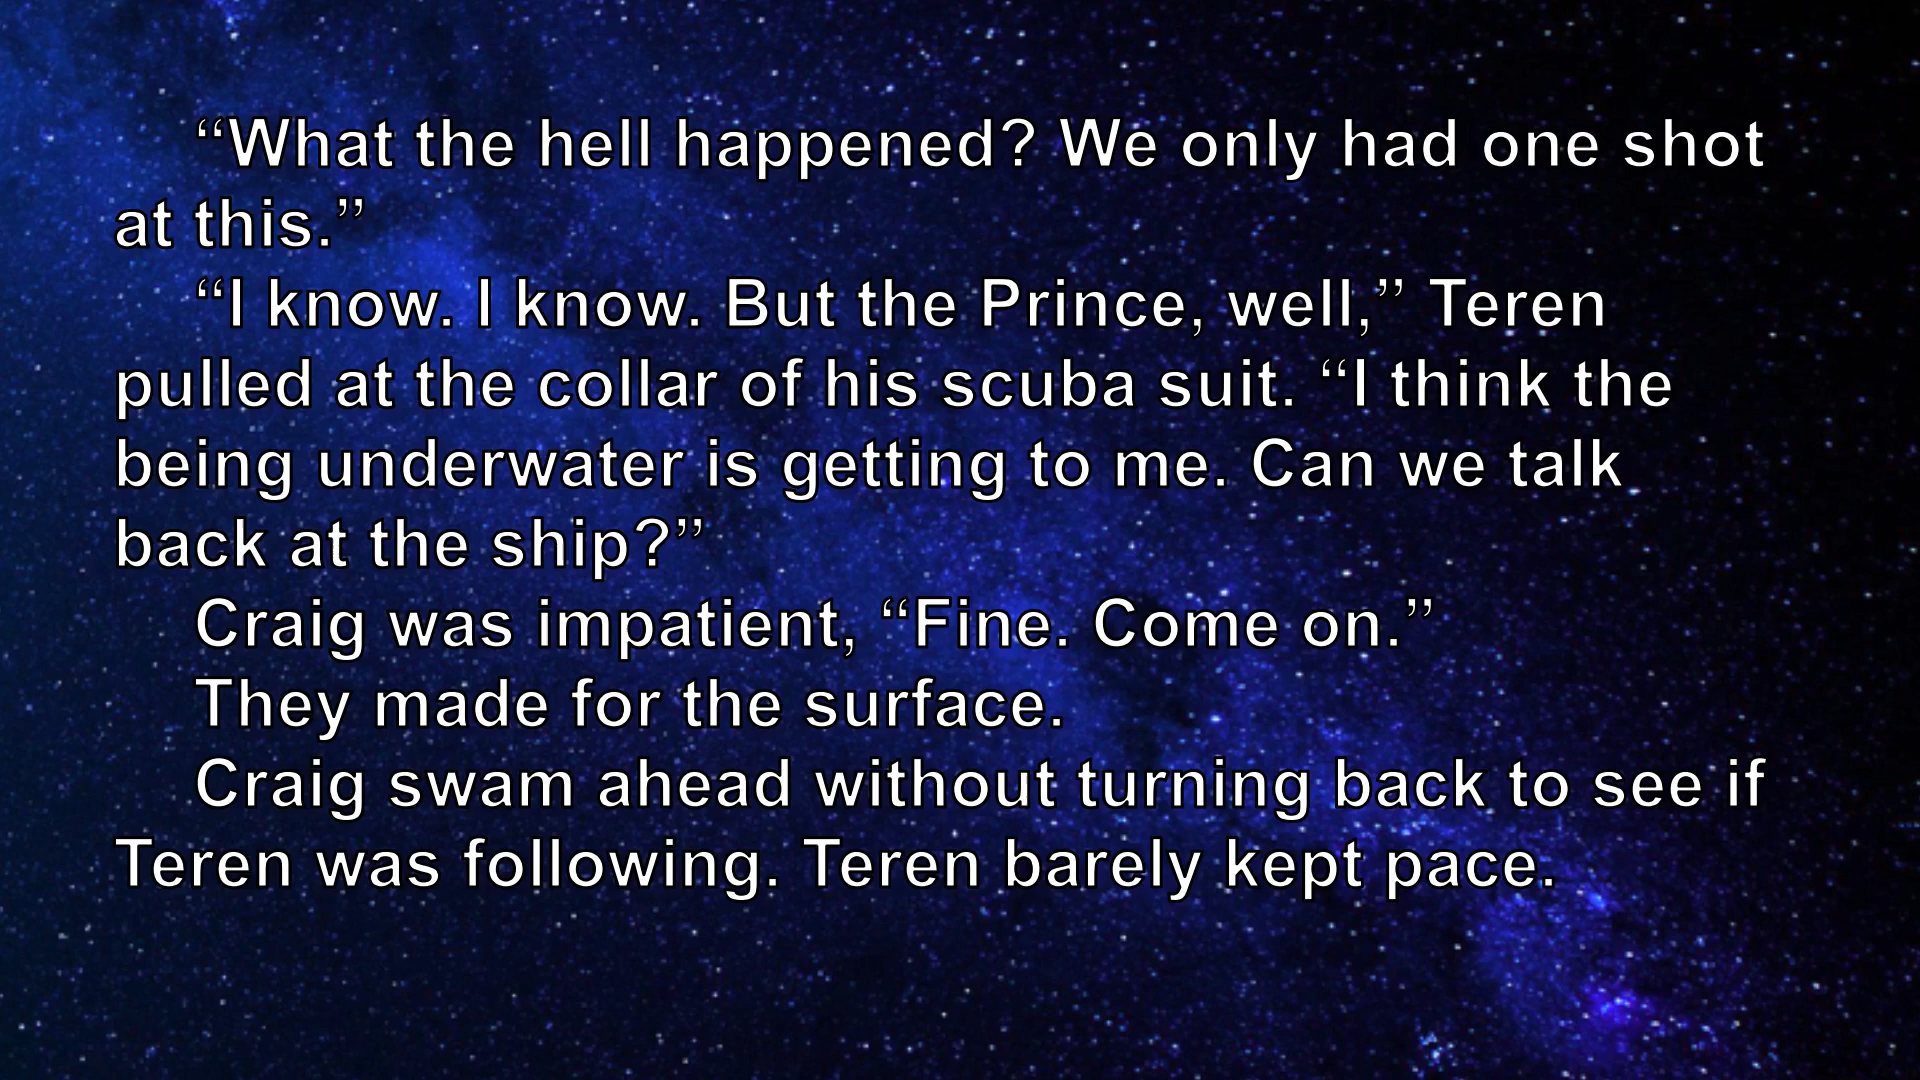 “What the hell happened? We only had one shot
at this.”
“I know. I know. But the Prince, well,” Teren
pulled at the collar of his scuba suit. “I think the
being underwater is getting to me. Can we talk
back at the ship?”
Craig was impatient, “Fine. Come on.”
They made for the surface.
Craig swam ahead without turning back to see if
Teren was following. Teren barely kept pace.